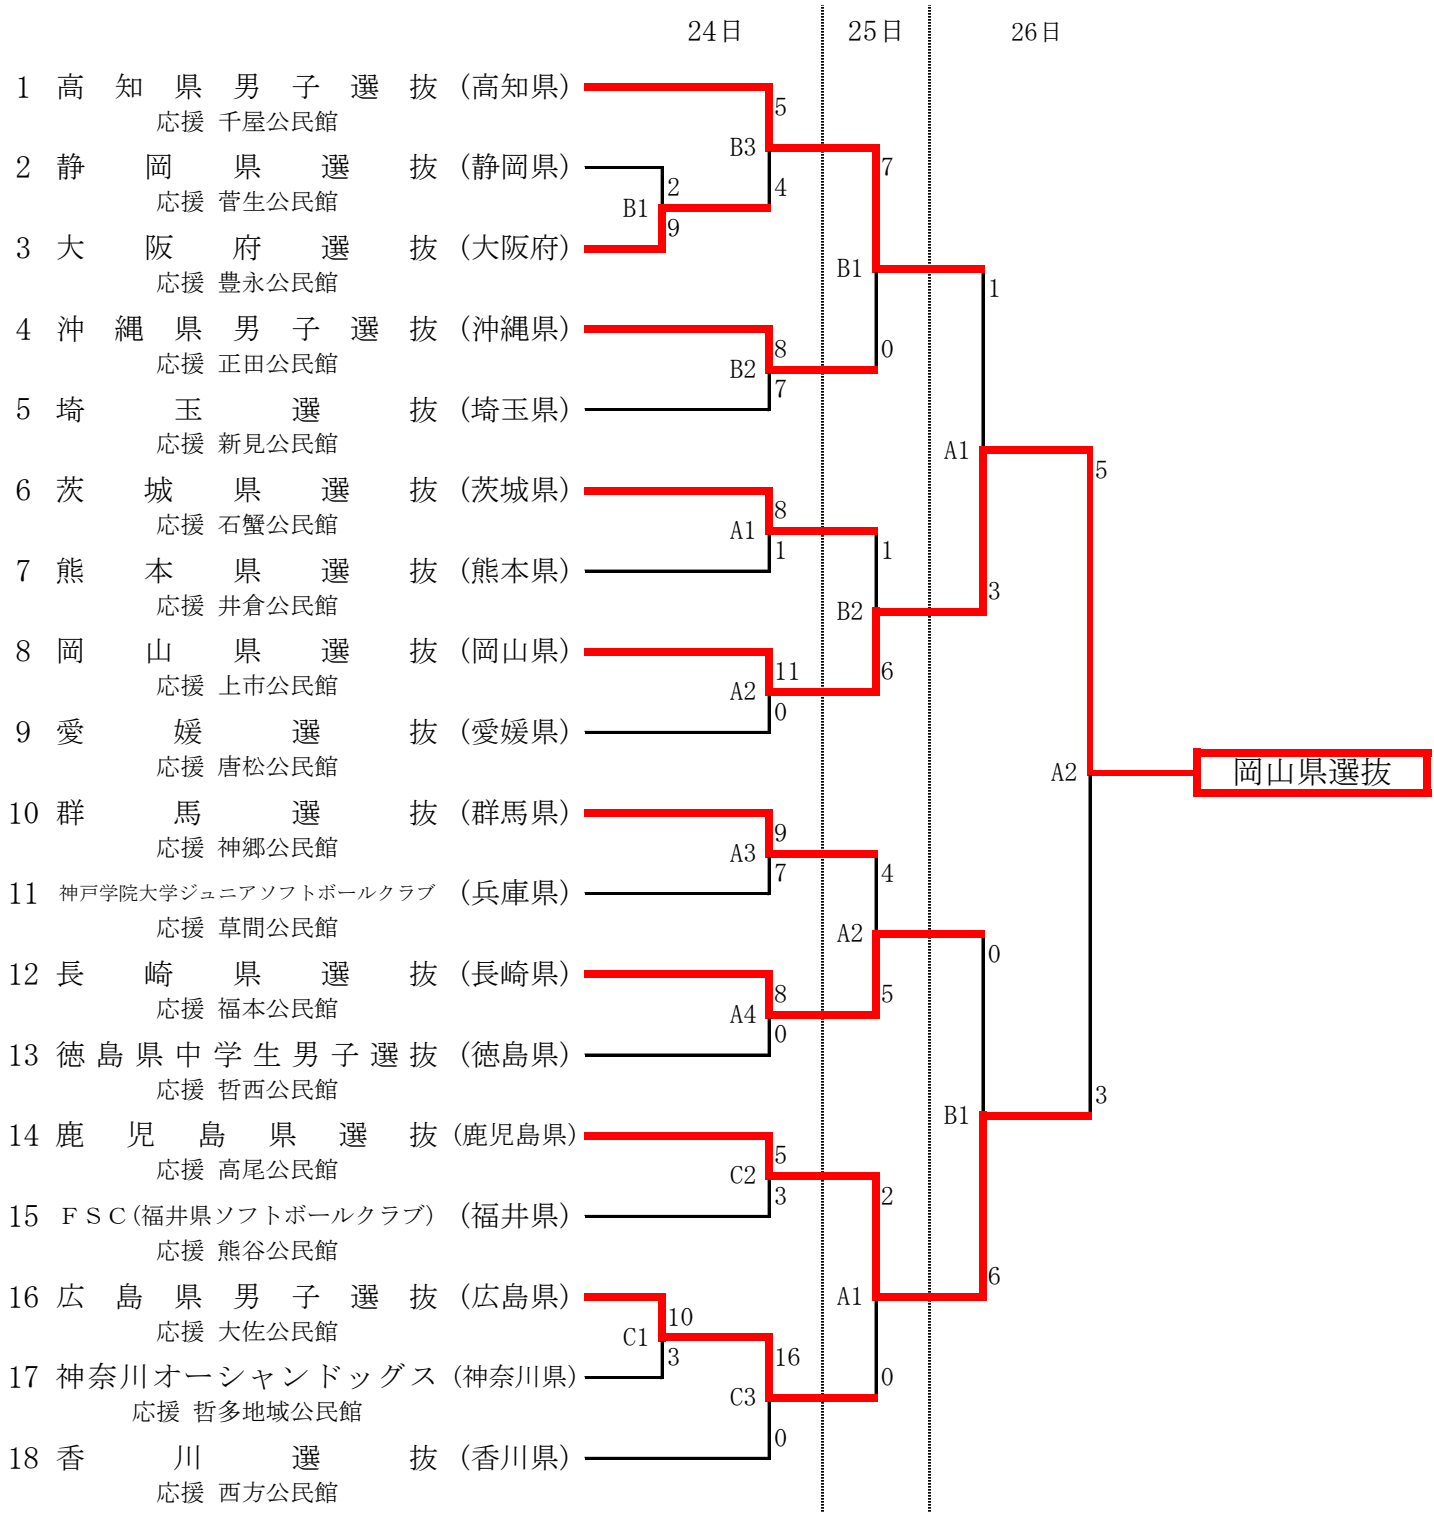 24日 25日 26日
1 高知県男子選抜 (高知県)
応援 千屋公民館
2 静岡県選抜 (静岡県)
応援 菅生公民館
3 大阪府選抜 (大阪府)
応援 豊永公民館
4 沖縄県男子選抜 (沖縄県)
応援 正田公民館
5 埼玉選抜 (埼玉県)
応援 新見公民館
6 茨城県選抜 (茨城県)
応援 石蟹公民館
7 熊本県選抜 (熊本県)
応援 井倉公民館
8 岡山県選抜 (岡山県)
応援 上市公民館
9 愛媛選抜 (愛媛県)
応援 唐松公民館
10 群馬選抜 (群馬県)
応援 神郷公民館
11 神戸学院大学ジュニアソフトボールクラブ (兵庫県)
応援 草間公民館
12 長崎県選抜 (長崎県)
応援 福本公民館
13 徳島県中学生男子選抜 (徳島県)
応援 哲西公民館
14 鹿児島県選抜 (鹿児島県)
応援 高尾公民館
15 ＦＳＣ(福井県ソフトボールクラブ) (福井県)
応援 熊谷公民館
16 広島県男子選抜 (広島県)
応援 大佐公民館
17 神奈川オーシャンドッグス (神奈川県)
応援 哲多地域公民館
18 香川選抜 (香川県)
応援 西方公民館
B1
2
9
C1
10
3
B3
5
4
B2
8
7
A1
8
1
A2
11
0
A3
9
7
A4
8
0
C2
5
3
C3
16
0
B1
7
0
B2
1
6
A2
4
5
A1
2
0
A1
1
3
B1
0
6
A2
5
3
岡山県選抜